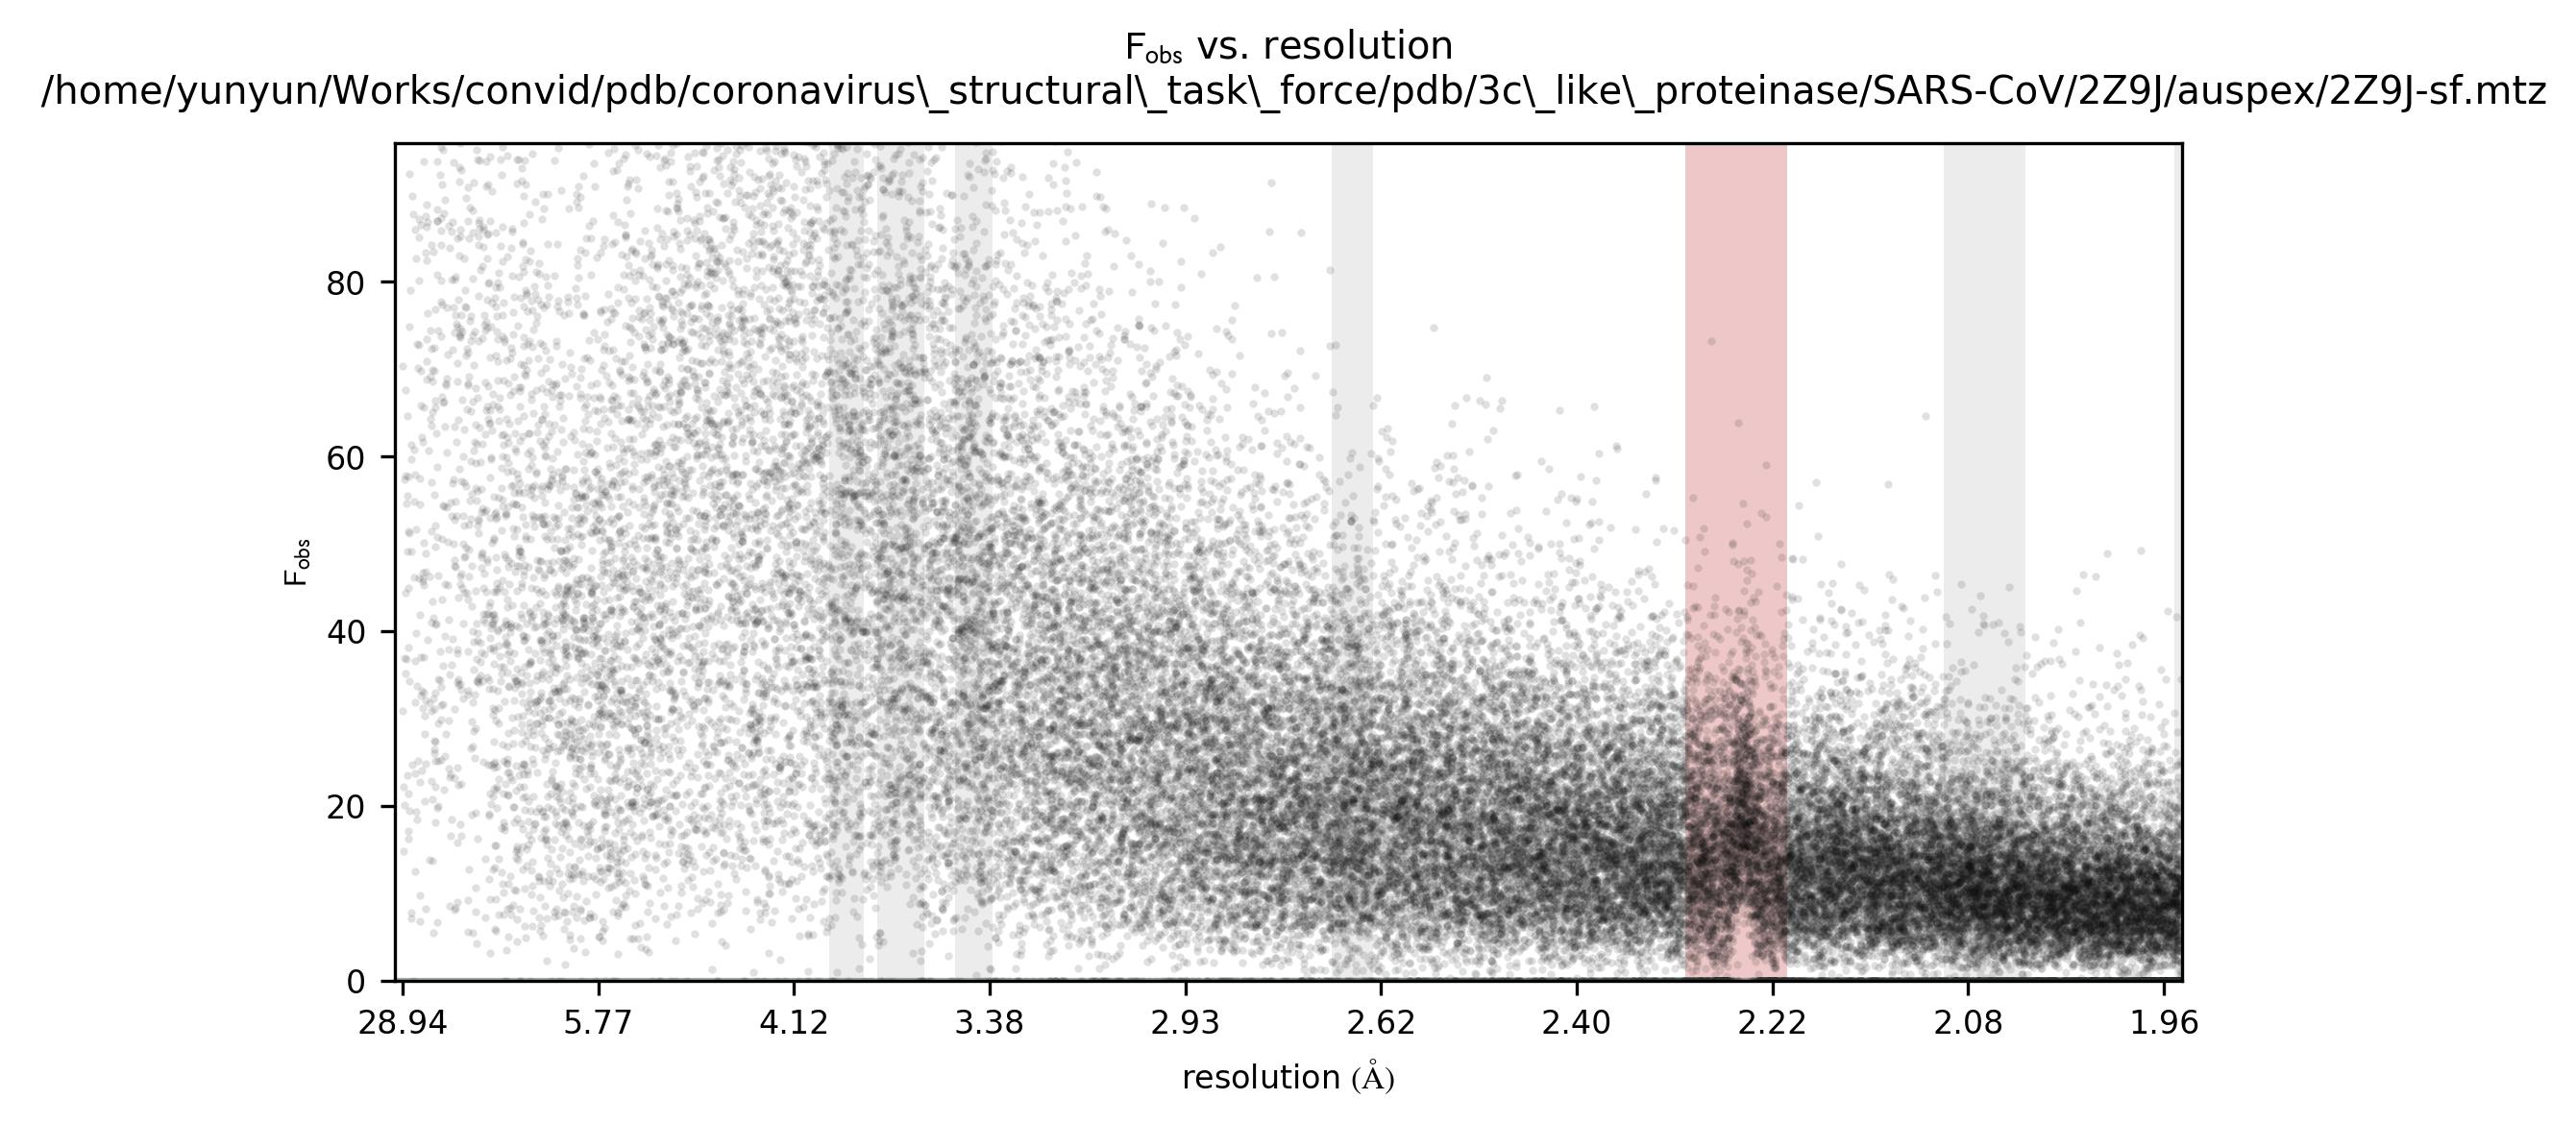 Fobs vs. resolution
/home/yunyun/Works/convid/pdb/coronavirus\_structural\_task\_force/pdb/3c\_like\_proteinase/SARS-CoV/2Z9J/auspex/2Z9J-sf.mtz
80
60
Fobs
40
20
0
28.94 5.77 4.12 3.38 2.93 2.62 2.40 2.22 2.08 1.96
resolution (Å)